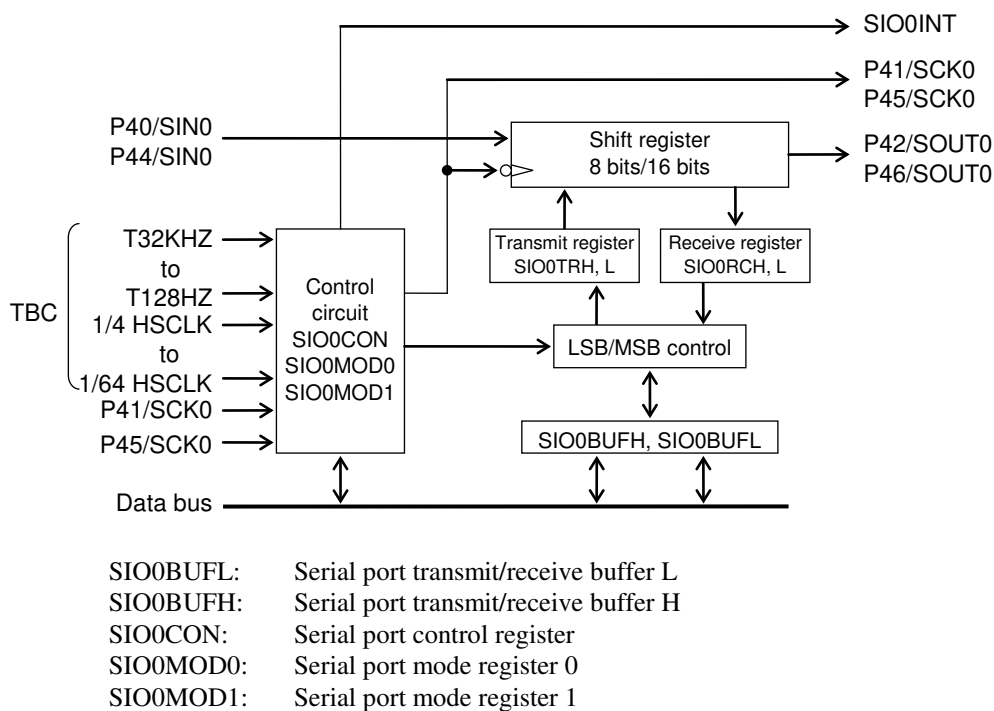 SIO0INT
P41/SCK0
P45/SCK0
P40/SIN0
P44/SIN0
Shift register
8 bits/16 bits
P42/SOUT0
P46/SOUT0
TBC
T32KHZ
to
T128HZ
1/4 HSCLK
to
1/64 HSCLK
P41/SCK0
P45/SCK0
Control
circuit
SIO0CON
SIO0MOD0
SIO0MOD1
Transmit register
SIO0TRH, L
Receive register
SIO0RCH, L
LSB/MSB control
SIO0BUFH, SIO0BUFL
Data bus
SIO0BUFL: Serial port transmit/receive buffer L
SIO0BUFH: Serial port transmit/receive buffer H
SIO0CON: Serial port control register
SIO0MOD0: Serial port mode register 0
SIO0MOD1: Serial port mode register 1